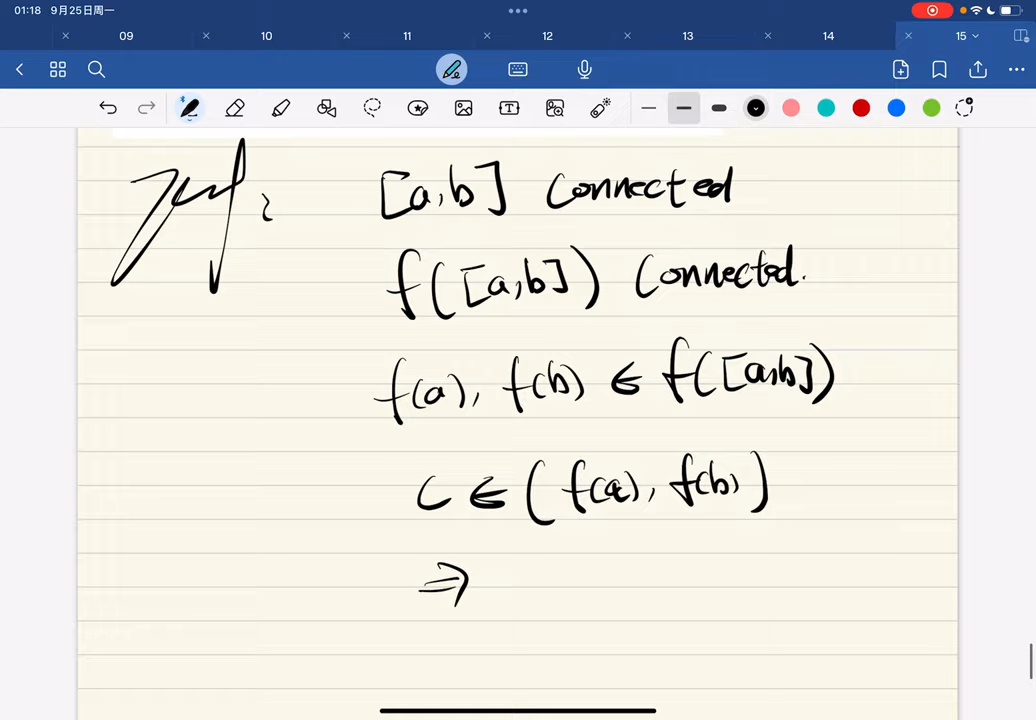 01:18 9月25日周一
09 10 11 12 13 14 15
[a,b] connected
f([a,b]) connected.
f(a), f(b) ∈ f([a,b])
c ∈ (f(a), f(b))
⇒